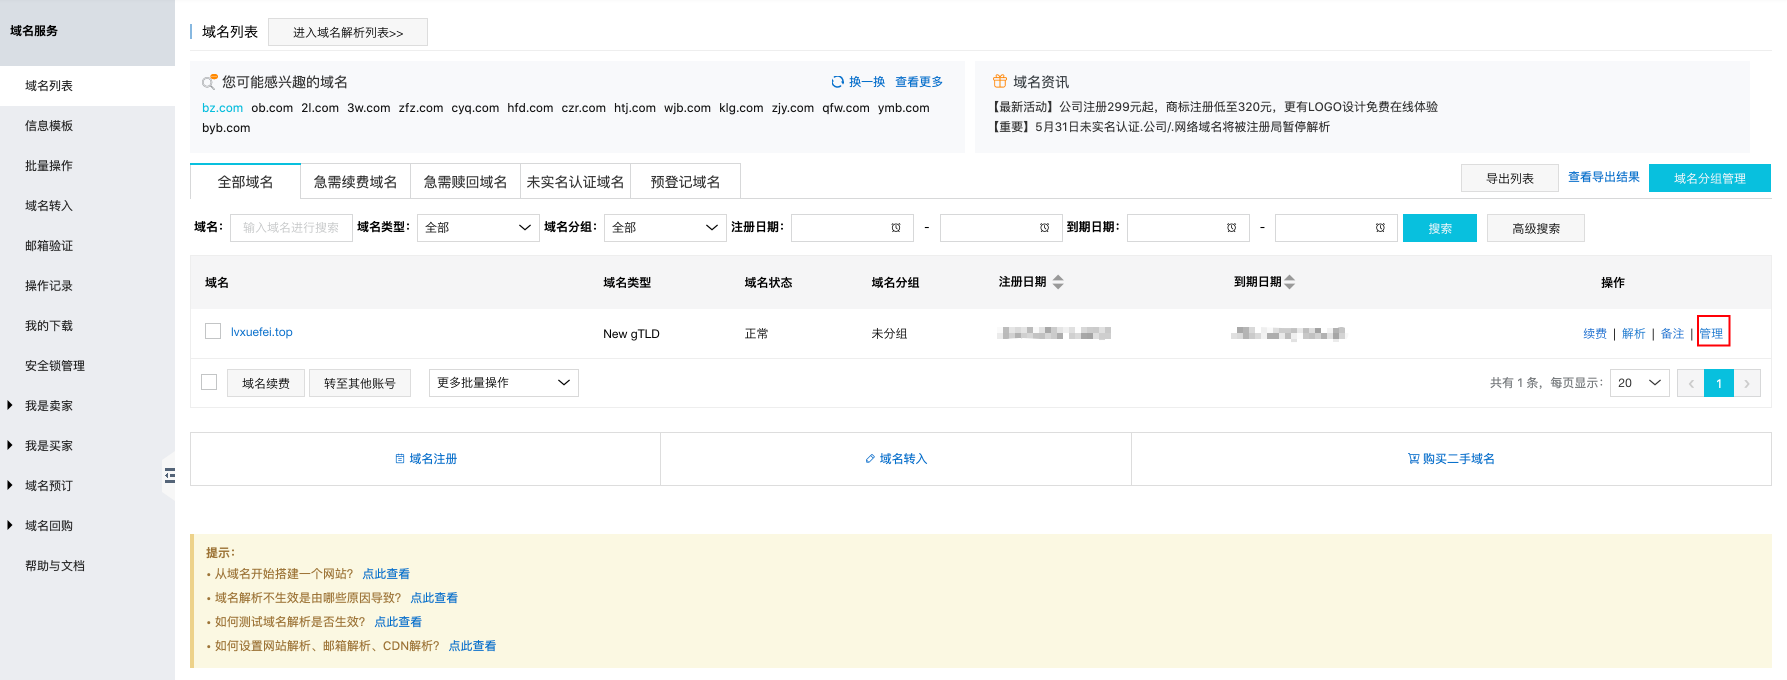 域名服务
域名列表
信息模板
批量操作
域名转入
邮箱验证
操作记录
我的下载
安全锁管理
我是卖家
我是买家
域名预订
域名回购
帮助与文档
域名列表 进入域名解析列表>>
您可能感兴趣的域名 换一换 查看更多
bz.com ob.com 2l.com 3w.com zfz.com cyq.com hfd.com czr.com htj.com wjb.com klg.com zjy.com qfw.com ymb.com
byb.com
域名资讯
【最新活动】公司注册299元起，商标注册低至320元，更有LOGO设计免费在线体验
【重要】5月31日未实名认证.公司/.网络域名将被注册局暂停解析
全部域名 急需续费域名 急需赎回域名 未实名认证域名 预登记域名 导出列表 查看导出结果 域名分组管理
域名： 输入域名进行搜索 域名类型： 全部 域名分组： 全部 注册日期： - 到期日期： - 搜索 高级搜索
域名 域名类型 域名状态 域名分组 注册日期 到期日期 操作
lvxuefei.top New gTLD 正常 未分组 续费 | 解析 | 备注 | 管理
域名续费 转至其他账号 更多批量操作 共有 1 条，每页显示： 20 < 1 >
域名注册 域名转入 购买二手域名
提示：
• 从域名开始搭建一个网站？ 点此查看
• 域名解析不生效是由哪些原因导致？ 点此查看
• 如何测试域名解析是否生效？ 点此查看
• 如何设置网站解析、邮箱解析、CDN解析？ 点此查看